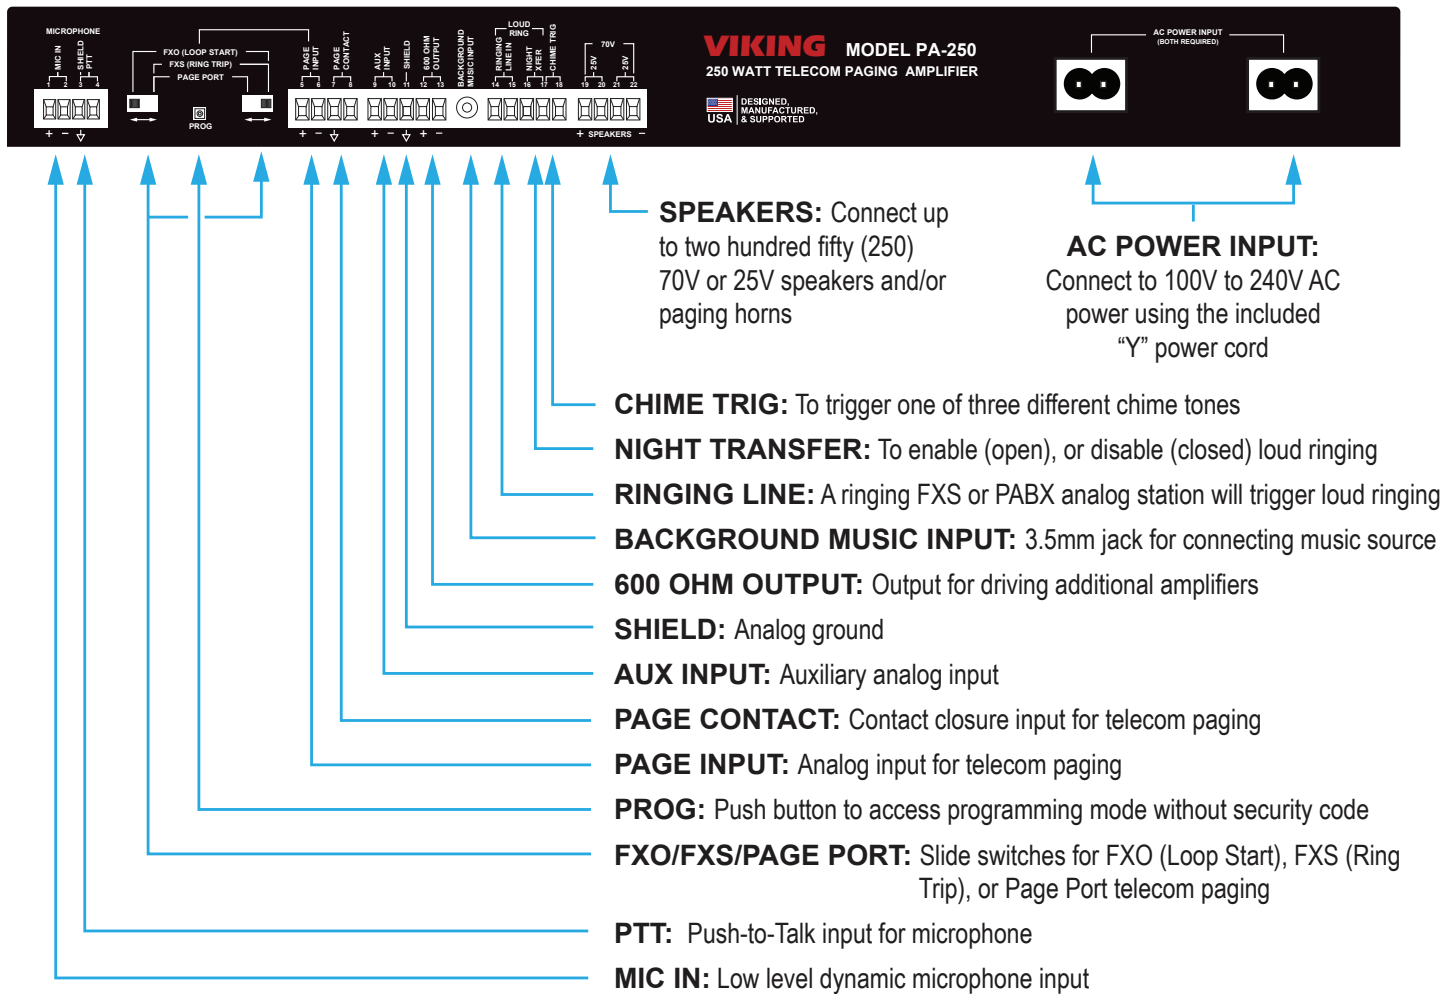 MICROPHONE
MIC IN
SHIELD
PTT
1 2 3 4
+ −
FXO (LOOP START)
FXS (RING TRIP)
PAGE PORT
PROG
PAGE INPUT
PAGE CONTACT
5 6 7 8
+ −
AUX INPUT
SHIELD
600 OHM OUTPUT
9 10 11 12 13
+ − + −
BACKGROUND MUSIC INPUT
LOUD RING
RINGING LINE IN
NIGHT XFER
CHIME TRIG
14 15 16 17 18
70V
25V 25V
19 20 21 22
+ SPEAKERS −
VIKING MODEL PA-250
250 WATT TELECOM PAGING AMPLIFIER
USA
DESIGNED,
MANUFACTURED,
& SUPPORTED
AC POWER INPUT
(BOTH REQUIRED)
SPEAKERS: Connect up
to two hundred fifty (250)
70V or 25V speakers and/or
paging horns
AC POWER INPUT:
Connect to 100V to 240V AC
power using the included
“Y” power cord
CHIME TRIG: To trigger one of three different chime tones
NIGHT TRANSFER: To enable (open), or disable (closed) loud ringing
RINGING LINE: A ringing FXS or PABX analog station will trigger loud ringing
BACKGROUND MUSIC INPUT: 3.5mm jack for connecting music source
600 OHM OUTPUT: Output for driving additional amplifiers
SHIELD: Analog ground
AUX INPUT: Auxiliary analog input
PAGE CONTACT: Contact closure input for telecom paging
PAGE INPUT: Analog input for telecom paging
PROG: Push button to access programming mode without security code
FXO/FXS/PAGE PORT: Slide switches for FXO (Loop Start), FXS (Ring
Trip), or Page Port telecom paging
PTT: Push-to-Talk input for microphone
MIC IN: Low level dynamic microphone input